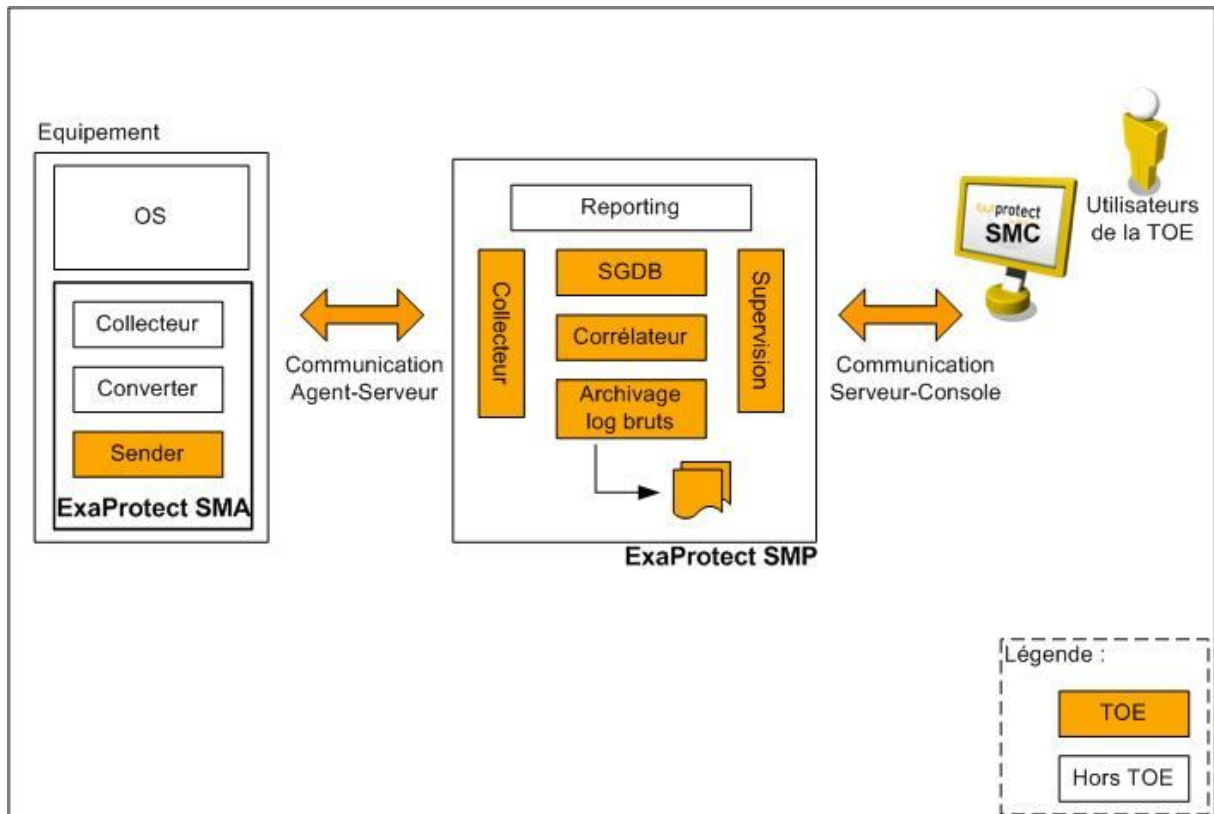 Equipement
OS
Collecteur
Converter
Sender
ExaProtect SMA
Communication
Agent-Serveur
Reporting
Collecteur
SGDB
Corrélateur
Archivage
log bruts
Supervision
ExaProtect SMP
Communication
Serveur-Console
protect
SMC
Utilisateurs
de la TOE
Légende :
TOE
Hors TOE